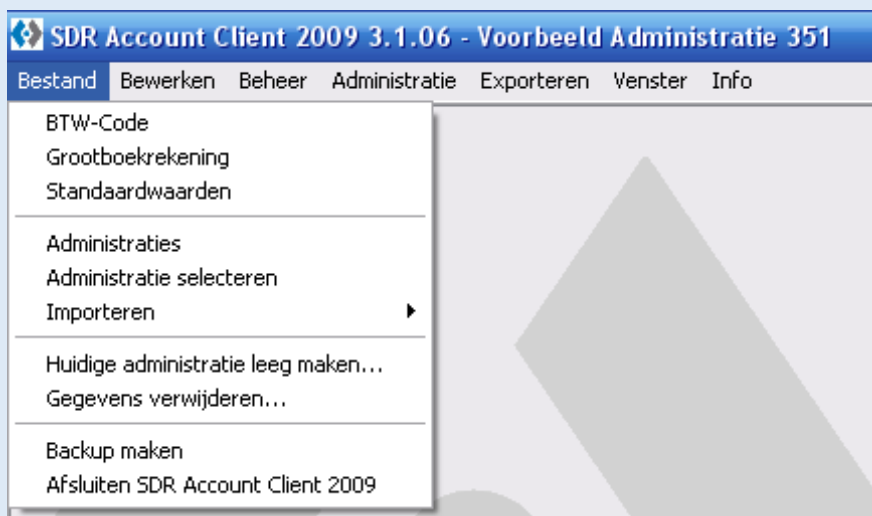 SDR Account Client 2009 3.1.06 - Voorbeeld Administratie 351
Bestand Bewerken Beheer Administratie Exporteren Venster Info
BTW-Code
Grootboekrekening
Standaardwaarden
Administraties
Administratie selecteren
Importeren
Huidige administratie leeg maken...
Gegevens verwijderen...
Backup maken
Afsluiten SDR Account Client 2009